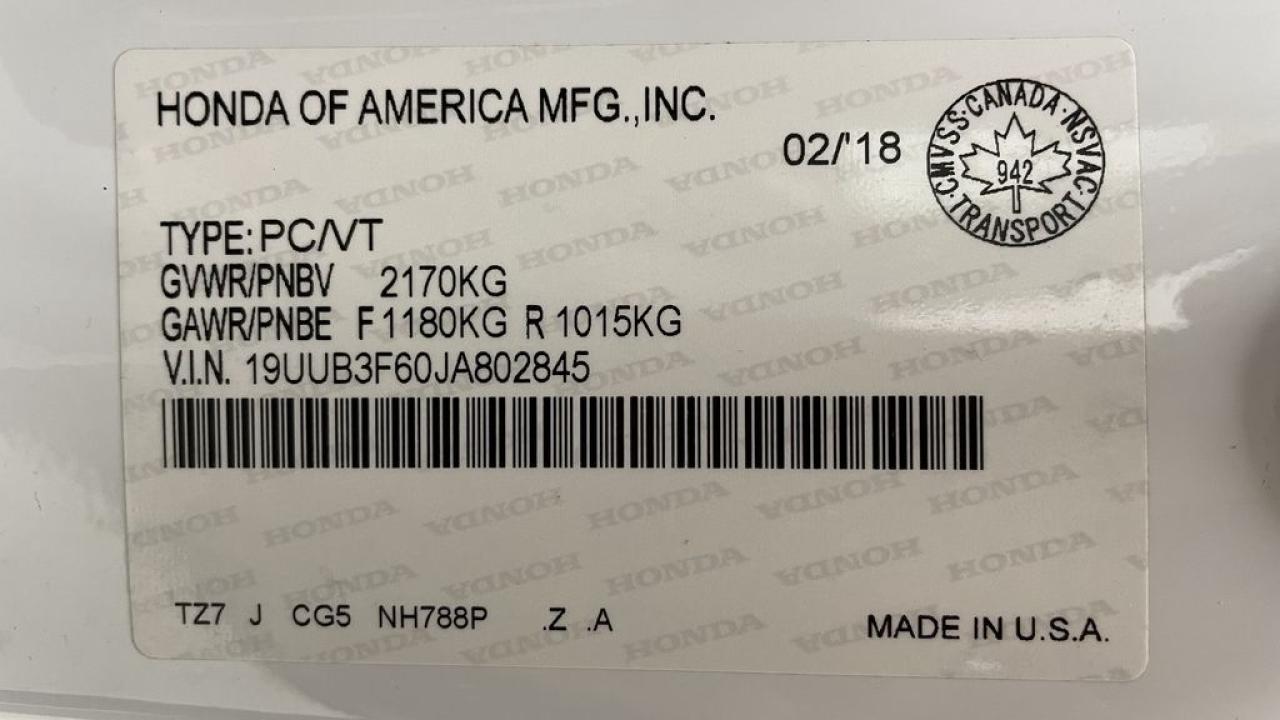 HONDA OF AMERICA MFG.,INC.
02/'18
CMVSS·CANADA·NSVAC·TRANSPORT·
942
TYPE: PC/VT
GVWR/PNBV 2170KG
GAWR/PNBE F 1180KG R 1015KG
V.I.N. 19UUB3F60JA802845
TZ7 J CG5 NH788P .Z .A
MADE IN U.S.A.
HONDA